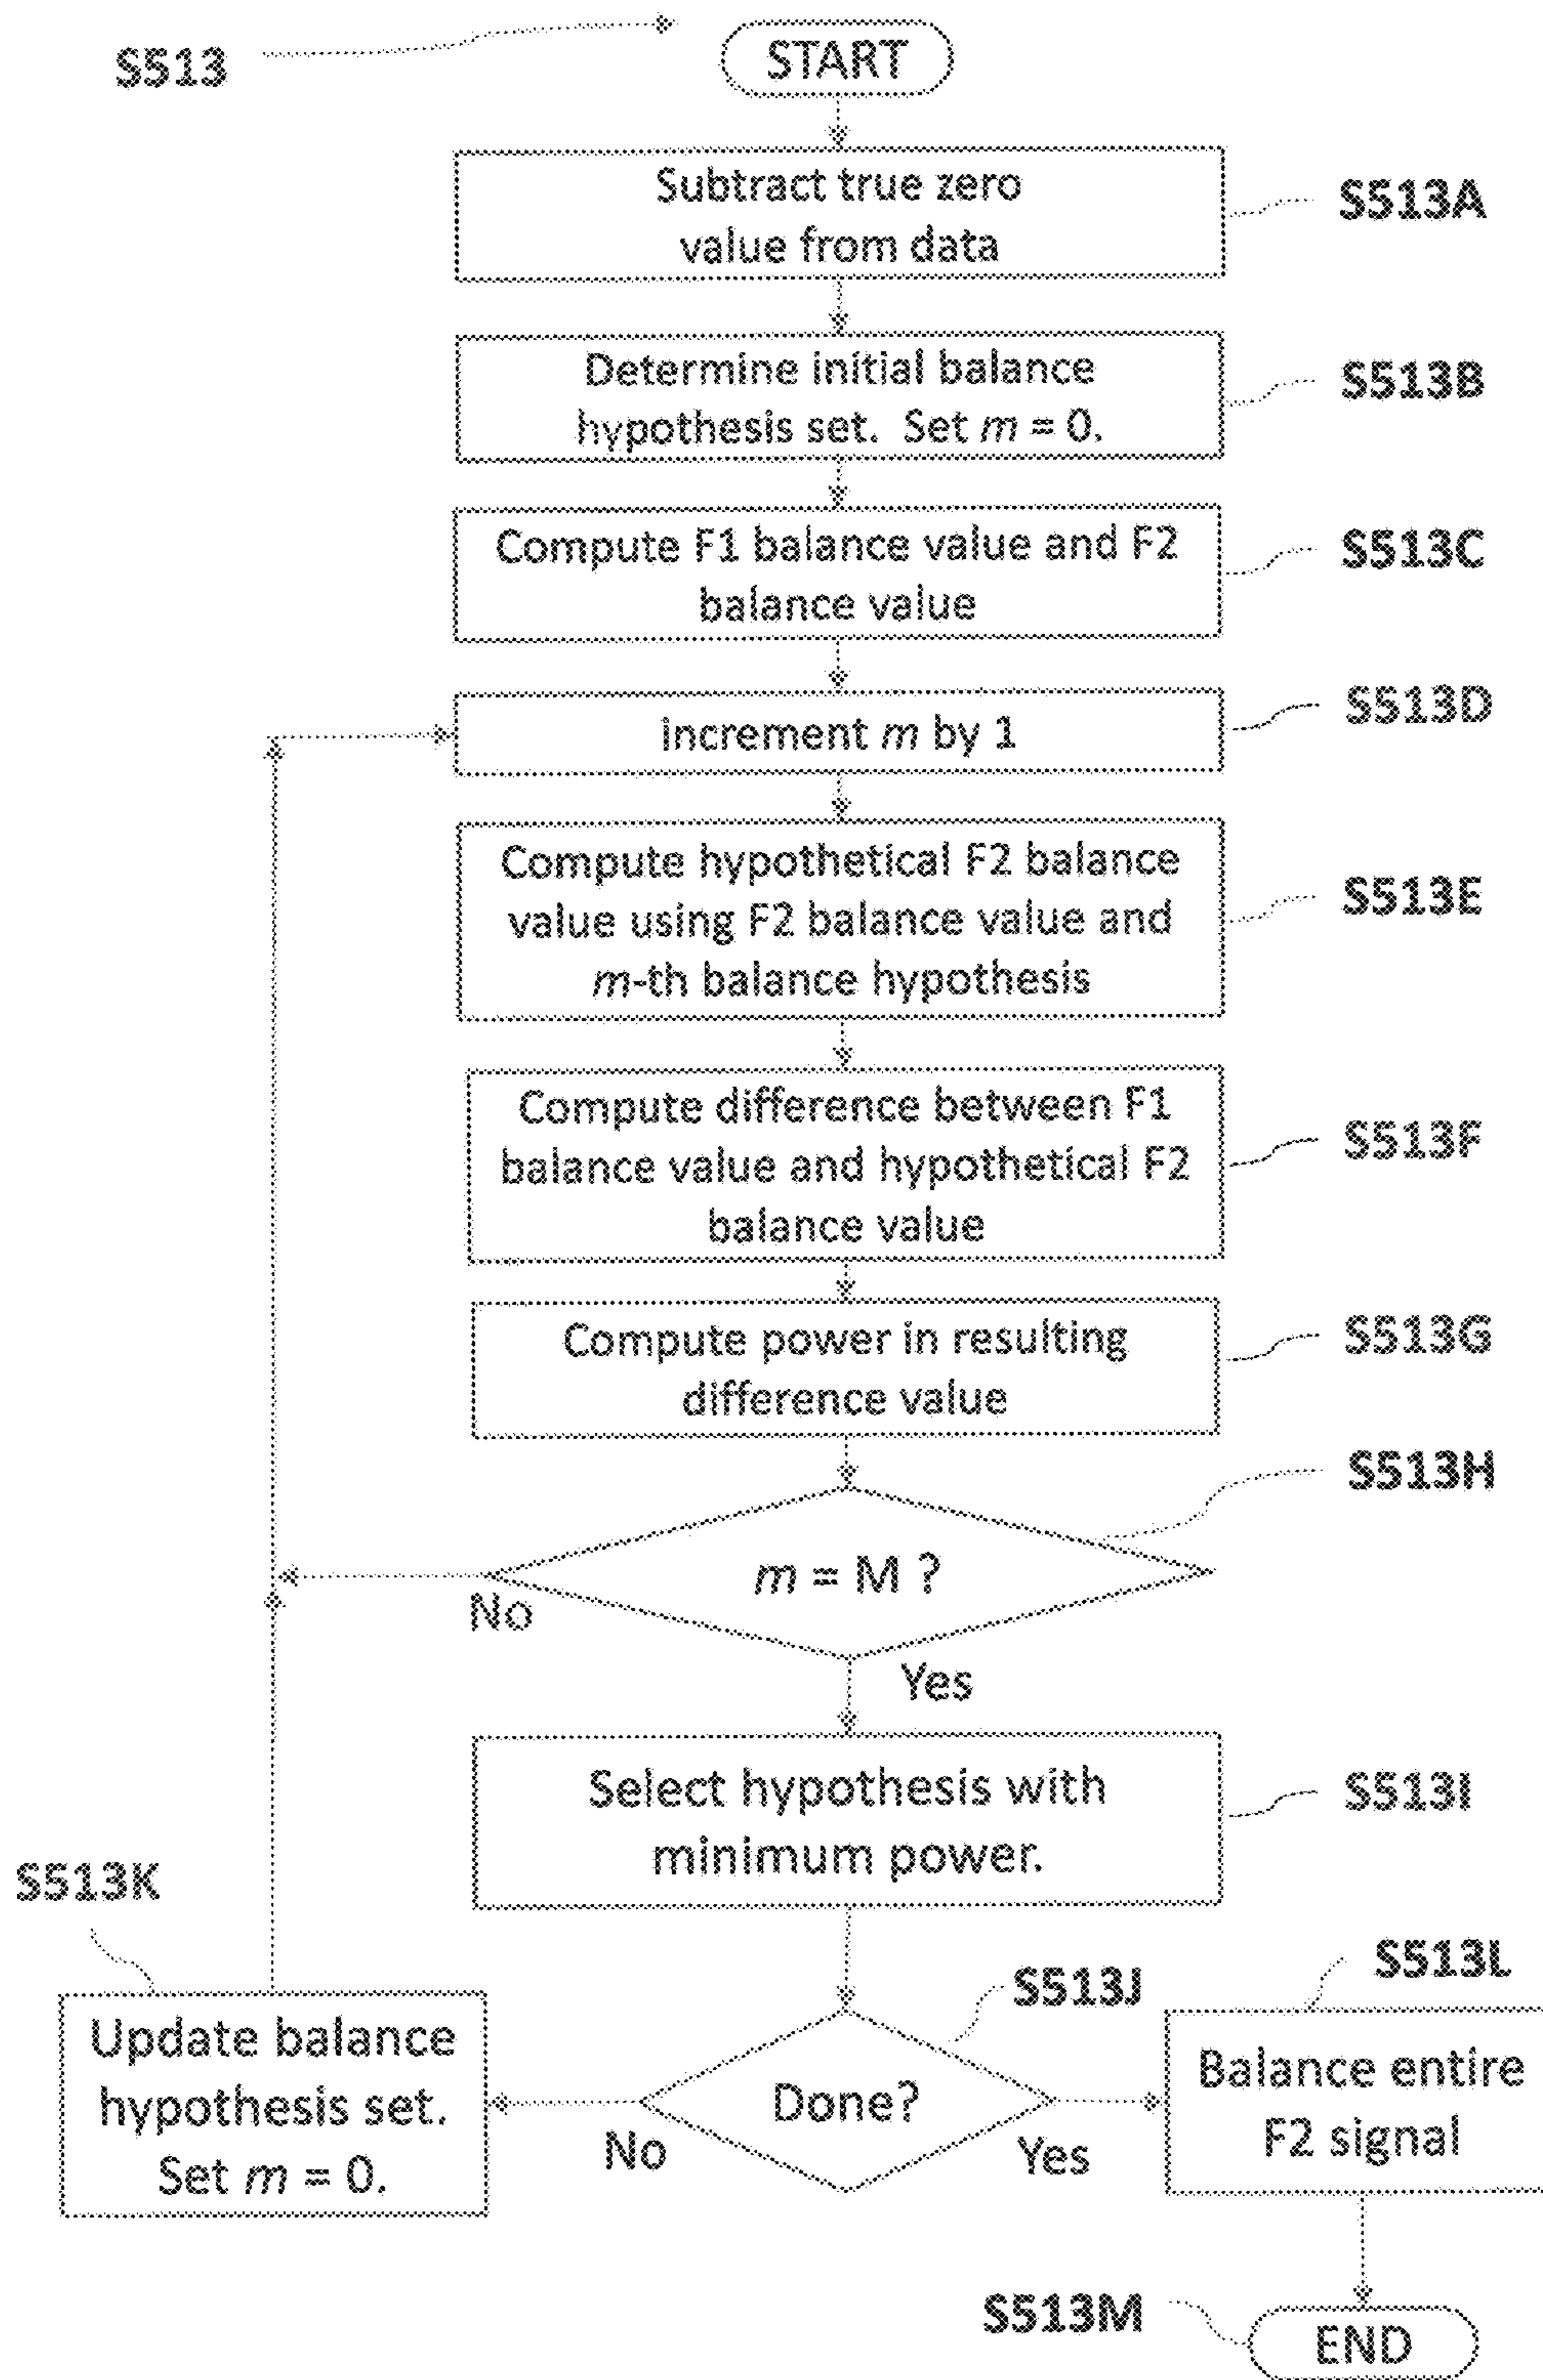 S513
START
Subtract true zero
value from data
S513A
Determine initial balance
hypothesis set. Set m = 0.
S513B
Compute F1 balance value and F2
balance value
S513C
increment m by 1
S513D
Compute hypothetical F2 balance
value using F2 balance value and
m-th balance hypothesis
S513E
Compute difference between F1
balance value and hypothetical F2
balance value
S513F
Compute power in resulting
difference value
S513G
m = M ?
S513H
No
Yes
Select hypothesis with
minimum power.
S513I
S513K
Update balance
hypothesis set.
Set m = 0.
Done?
S513J
No
Yes
S513L
Balance entire
F2 signal
S513M
END